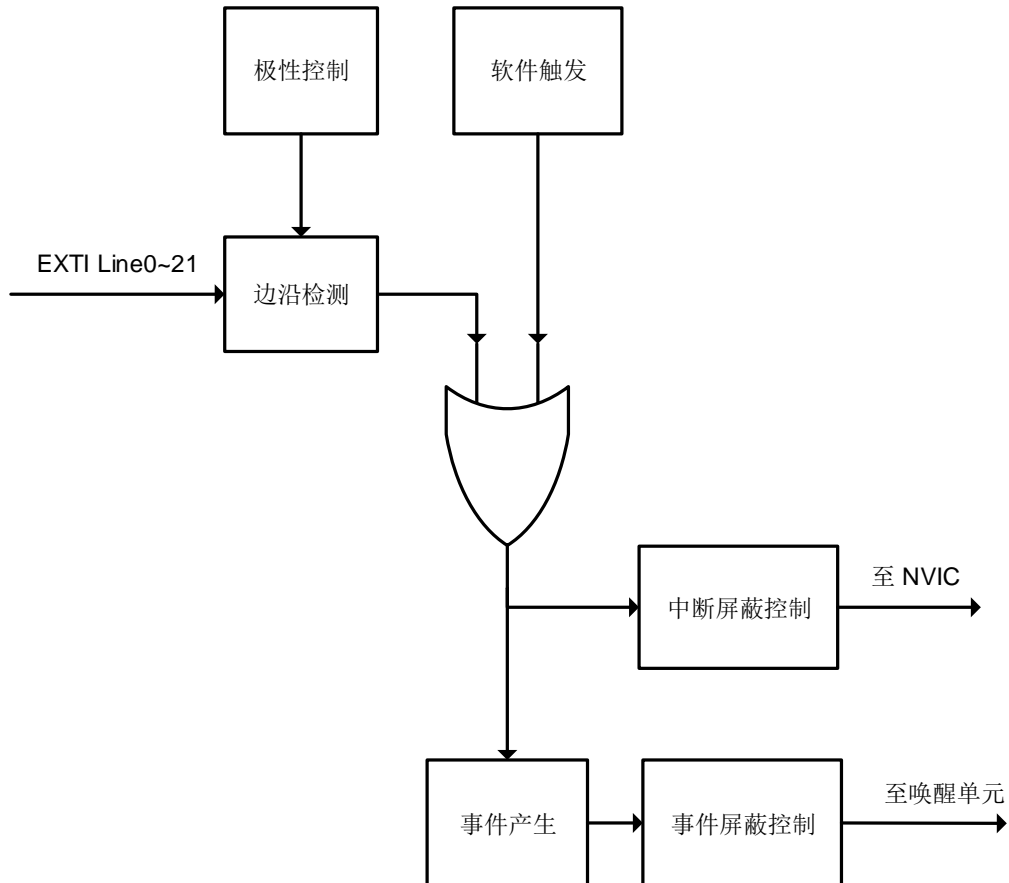 极性控制
软件触发
EXTI Line0~21
边沿检测
至 NVIC
中断屏蔽控制
至唤醒单元
事件产生
事件屏蔽控制